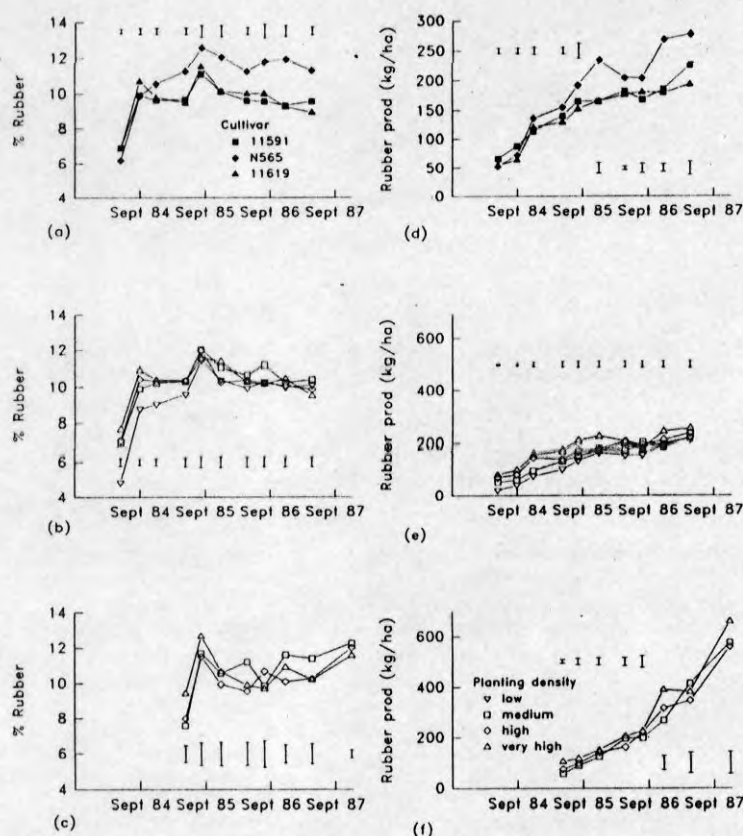 % Rubber
12
10
8
6
4
Cultivar
11591
N565
11619
Sept 84 Sept 85 Sept 86 Sept 87
(a)
Rubber prod (kg/ha)
300
250
200
150
100
50
0
Sept 84 Sept 85 Sept 86 Sept 87
(d)
% Rubber
14
12
10
8
6
4
Sept 84 Sept 85 Sept 86 Sept 87
(b)
Rubber prod (kg/ha)
600
400
200
0
Sept 84 Sept 85 Sept 86 Sept 87
(e)
% Rubber
14
12
10
8
6
4
Sept 84 Sept 85 Sept 86 Sept 87
(c)
Rubber prod (kg/ha)
600
400
200
0
Planting density
low
medium
high
very high
Sept 84 Sept 85 Sept 86 Sept 87
(f)